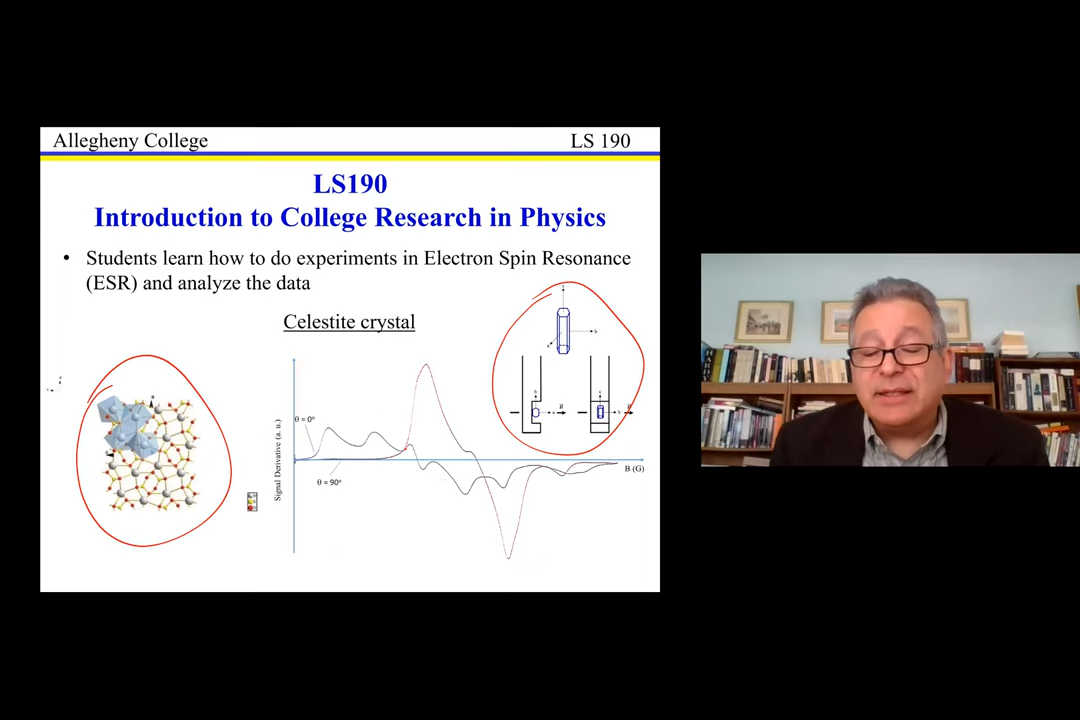 Allegheny College
LS 190
LS190
Introduction to College Research in Physics
• Students learn how to do experiments in Electron Spin Resonance
(ESR) and analyze the data
Celestite crystal
θ = 0°
Signal Derivative (a. u.)
B (G)
θ = 90°